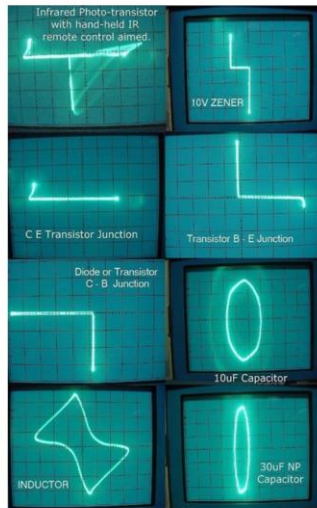 Infrared Photo-transistor
with hand-held IR
remote control aimed.
10V ZENER
C E Transistor Junction
Transistor B - E Junction
Diode or Transistor
C - B Junction
10uF Capacitor
INDUCTOR
30uF NP
Capacitor